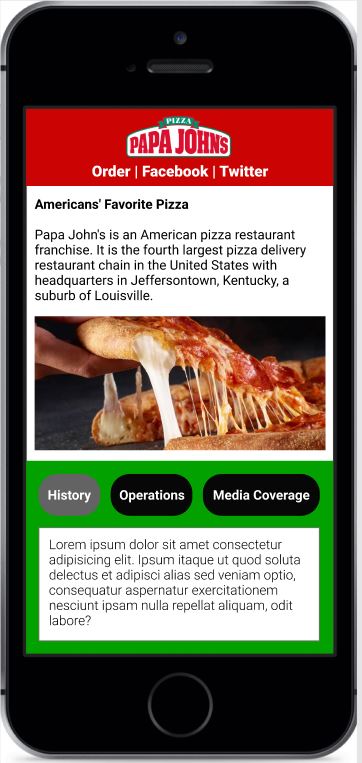 PIZZA
PAPA JOHNS
Order | Facebook | Twitter
Americans' Favorite Pizza
Papa John's is an American pizza restaurant
franchise. It is the fourth largest pizza delivery
restaurant chain in the United States with
headquarters in Jeffersontown, Kentucky, a
suburb of Louisville.
History
Operations
Media Coverage
Lorem ipsum dolor sit amet consectetur
adipisicing elit. Ipsum itaque ut quod soluta
delectus et adipisci alias sed veniam optio,
consequatur aspernatur exercitationem
nesciunt ipsam nulla repellat aliquam, odit
labore?